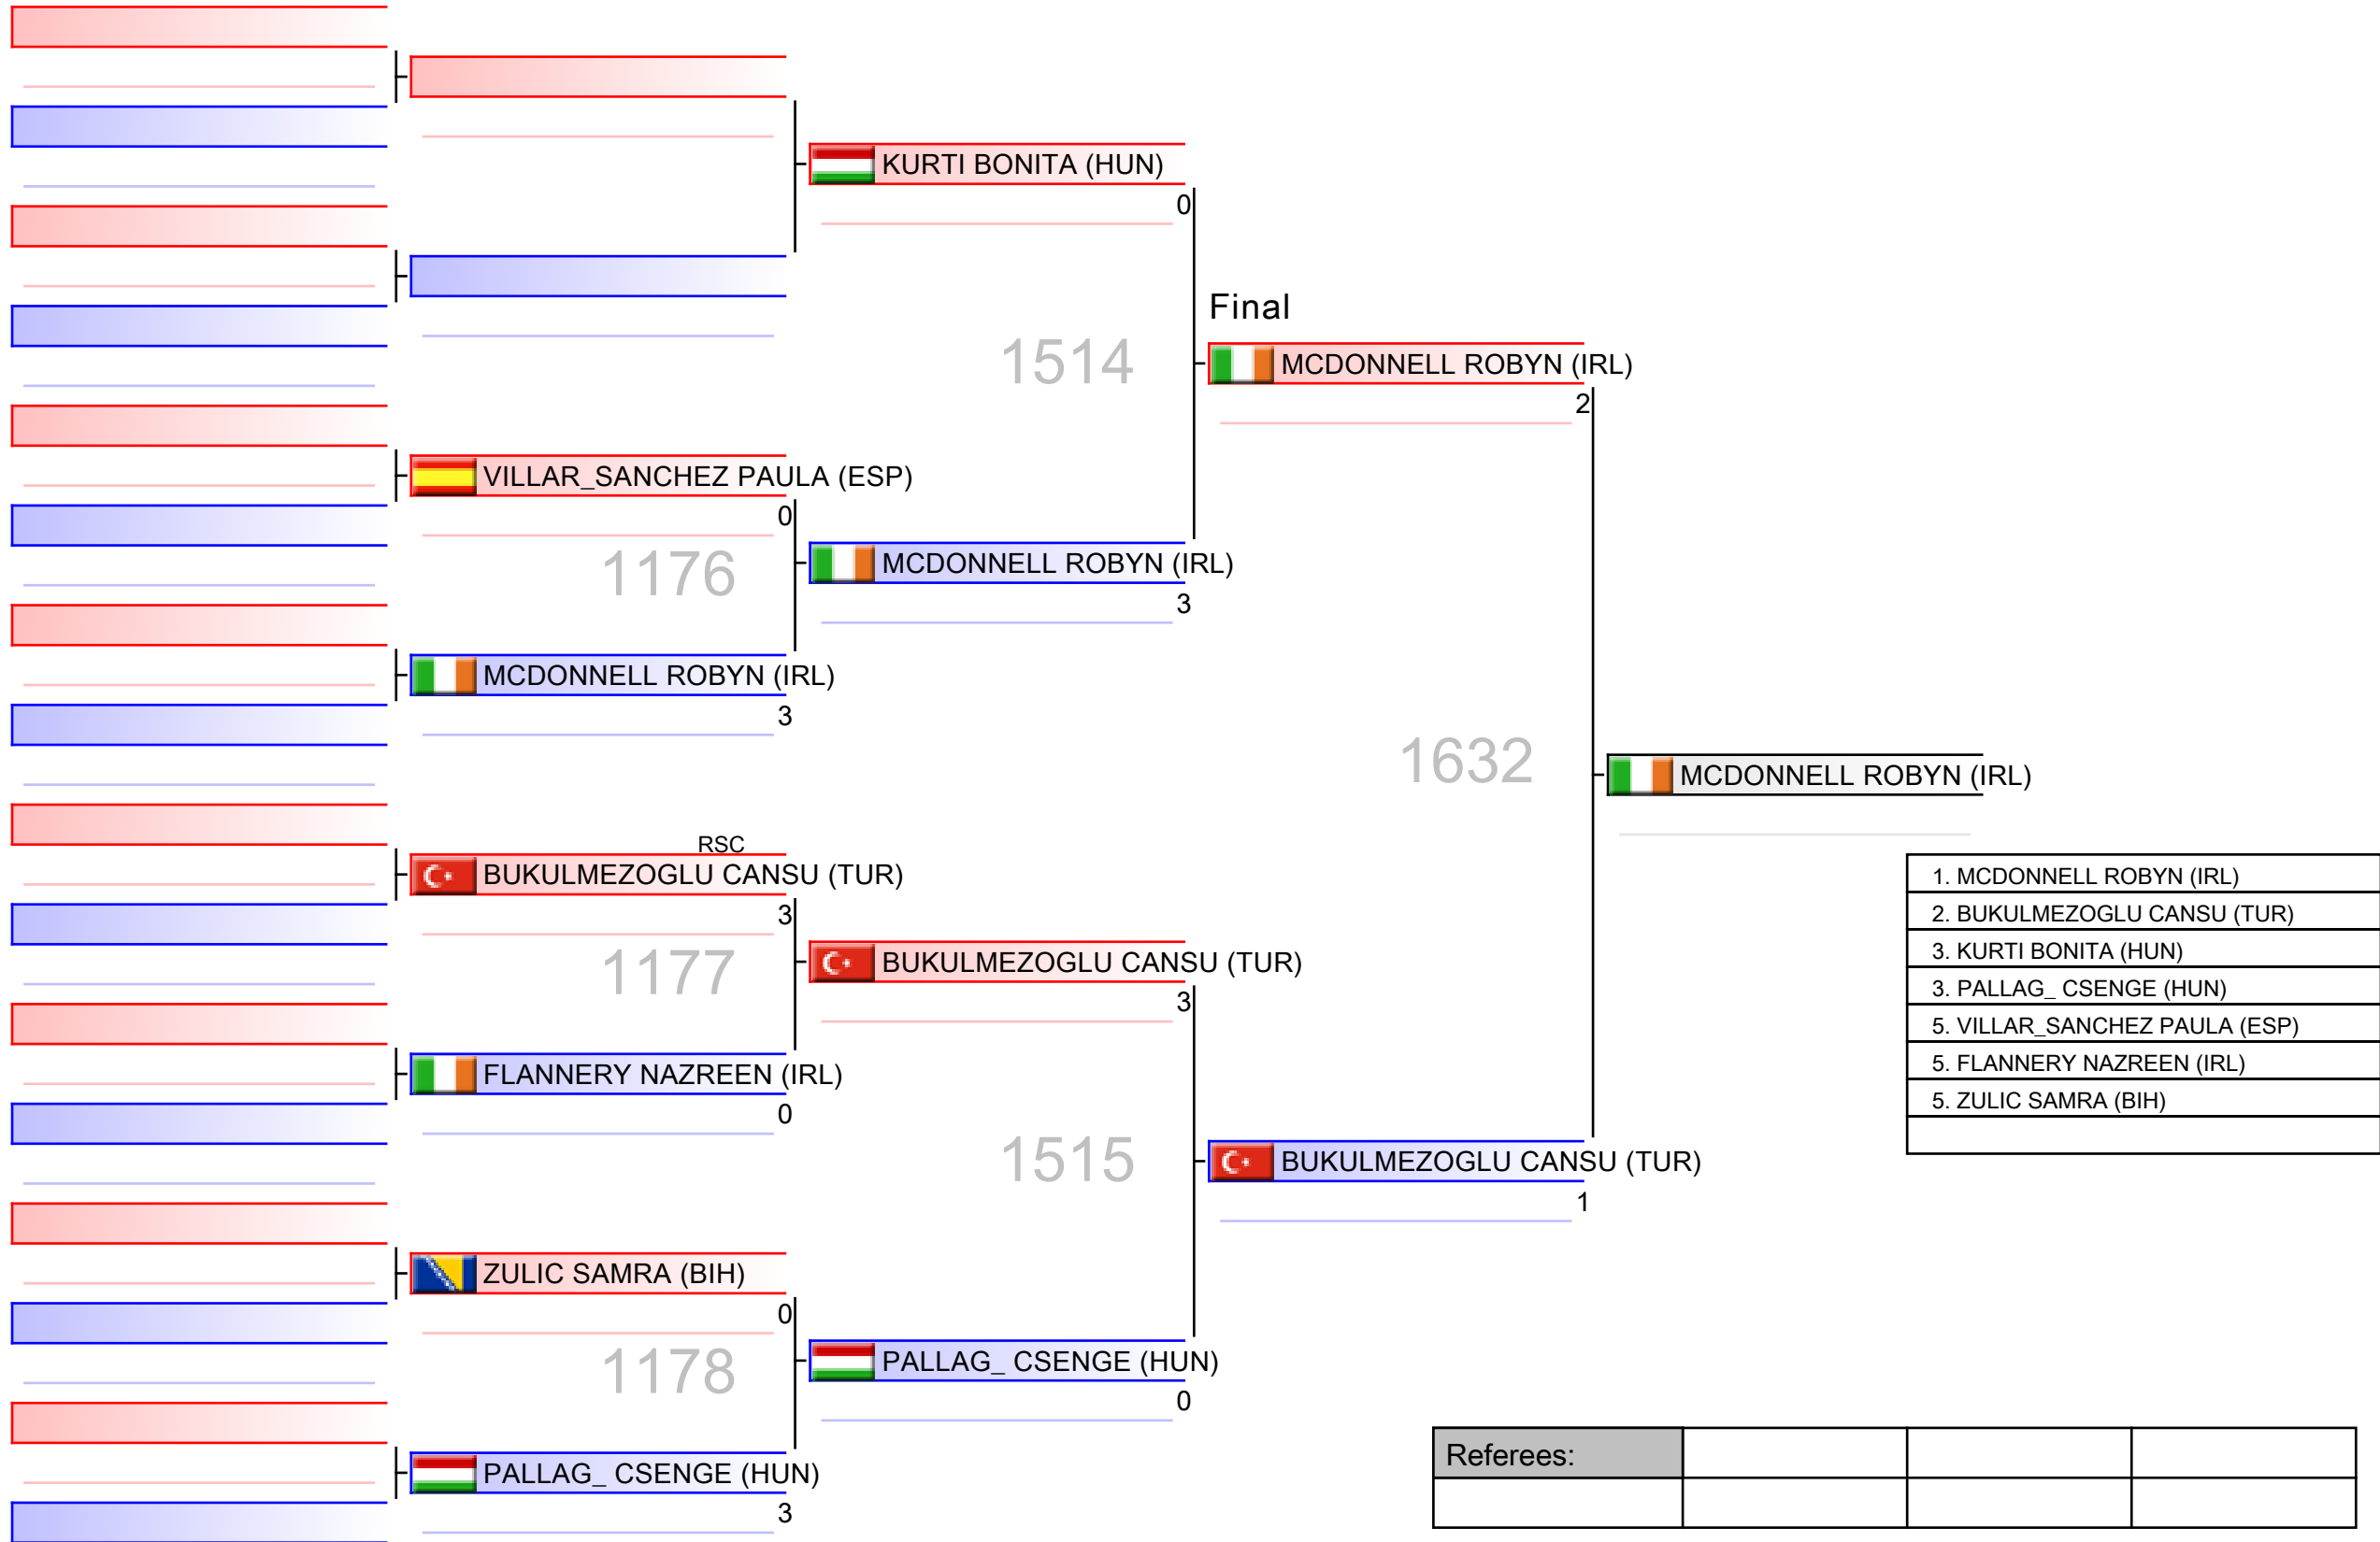 KURTI BONITA (HUN)
0
Final
1514
MCDONNELL ROBYN (IRL)
2
VILLAR_SANCHEZ PAULA (ESP)
0
1176
MCDONNELL ROBYN (IRL)
3
MCDONNELL ROBYN (IRL)
3
1632
MCDONNELL ROBYN (IRL)
RSC
BUKULMEZOGLU CANSU (TUR)
3
1177
BUKULMEZOGLU CANSU (TUR)
3
FLANNERY NAZREEN (IRL)
0
1515
BUKULMEZOGLU CANSU (TUR)
1
ZULIC SAMRA (BIH)
0
1178
PALLAG_ CSENGE (HUN)
0
PALLAG_ CSENGE (HUN)
3
1. MCDONNELL ROBYN (IRL)
2. BUKULMEZOGLU CANSU (TUR)
3. KURTI BONITA (HUN)
3. PALLAG_ CSENGE (HUN)
5. VILLAR_SANCHEZ PAULA (ESP)
5. FLANNERY NAZREEN (IRL)
5. ZULIC SAMRA (BIH)
Referees: